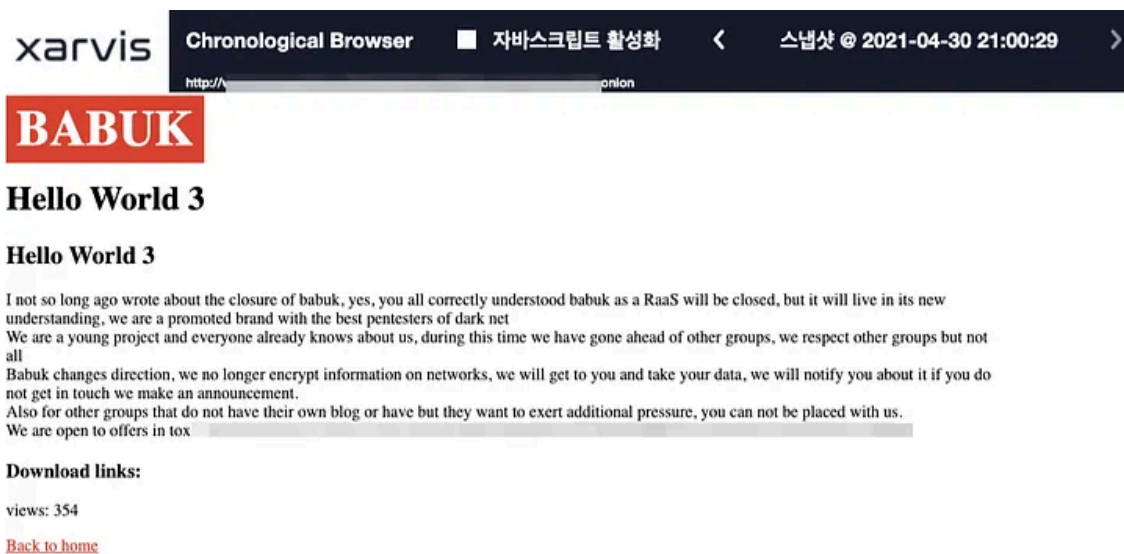 xarvis
Chronological Browser 자바스크립트 활성화 < 스냅샷 @ 2021-04-30 21:00:29 >
http:// onion
BABUK
Hello World 3
Hello World 3
I not so long ago wrote about the closure of babuk, yes, you all correctly understood babuk as a RaaS will be closed, but it will live in its new
understanding, we are a promoted brand with the best pentesters of dark net
We are a young project and everyone already knows about us, during this time we have gone ahead of other groups, we respect other groups but not
all
Babuk changes direction, we no longer encrypt information on networks, we will get to you and take your data, we will notify you about it if you do
not get in touch we make an announcement.
Also for other groups that do not have their own blog or have but they want to exert additional pressure, you can not be placed with us.
We are open to offers in tox
Download links:
views: 354
Back to home